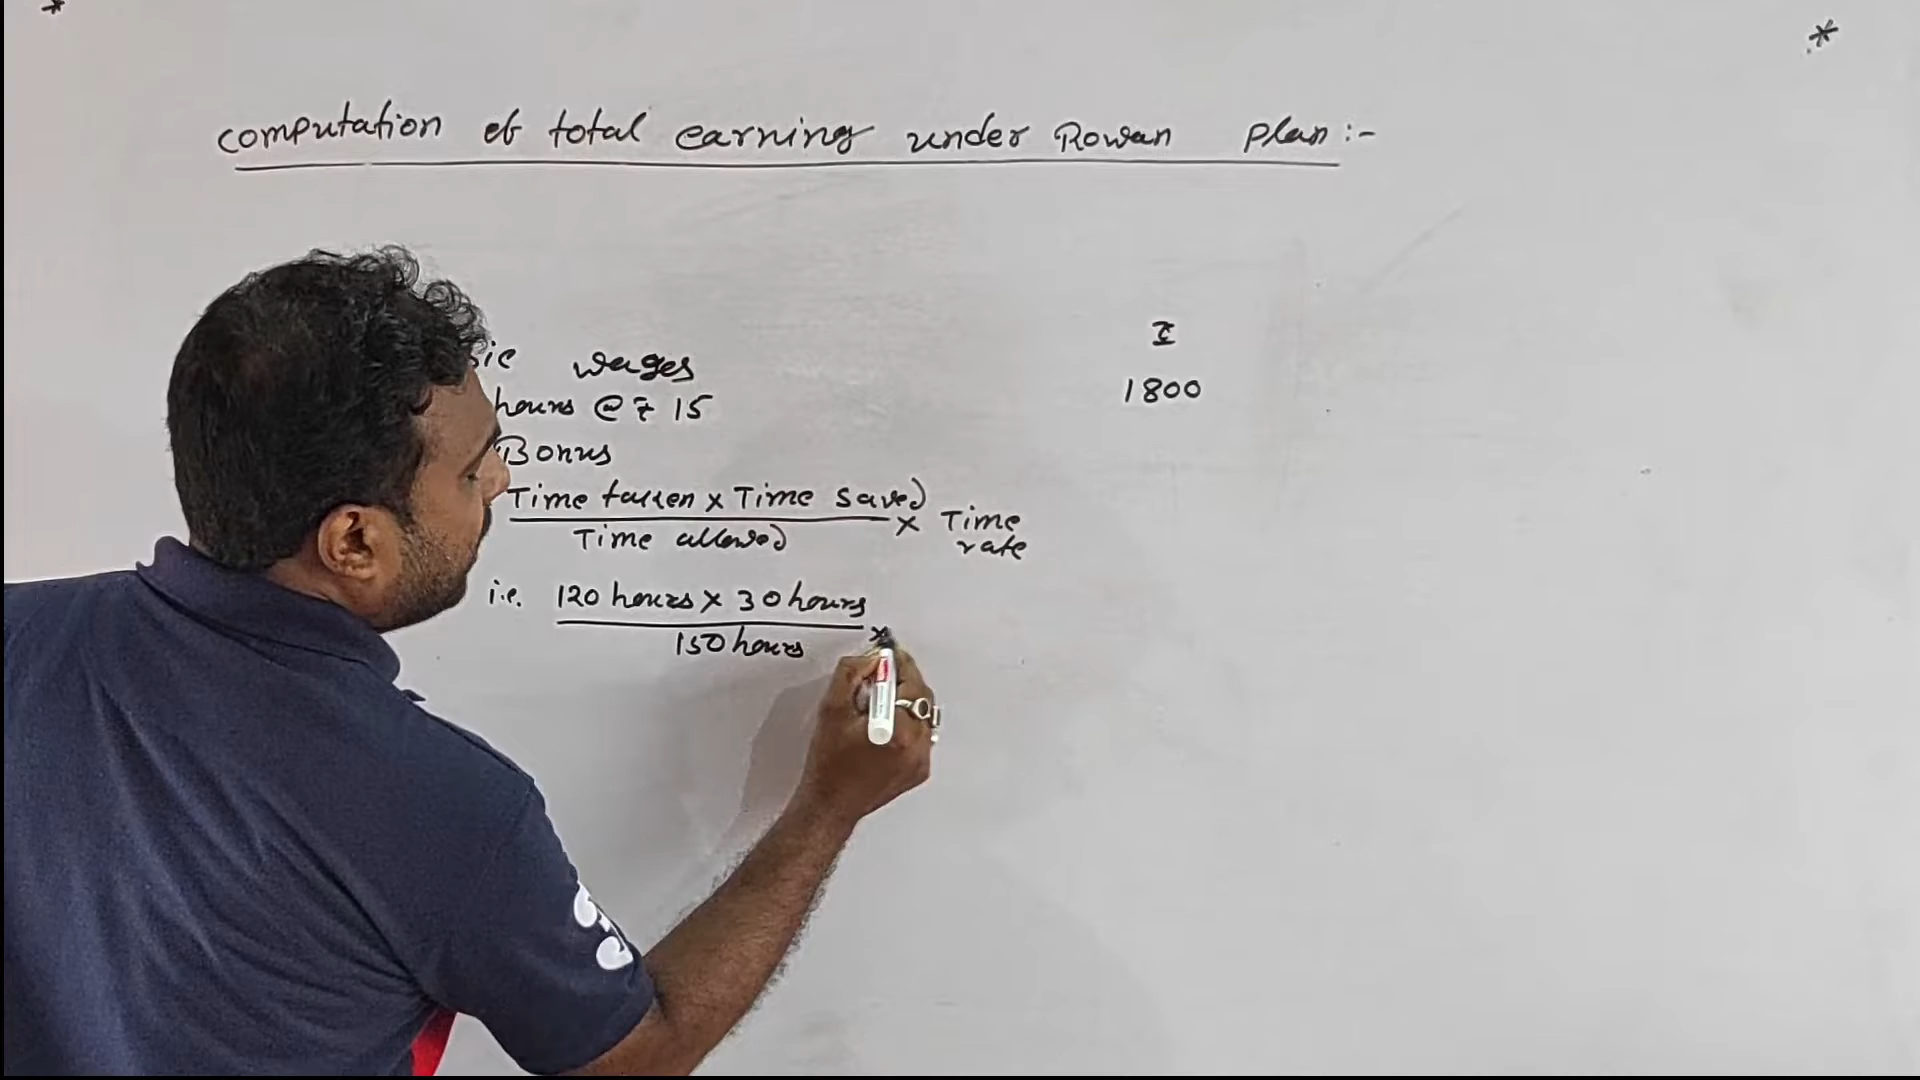 computation of total earning under Rowan plan:-
₹
wages
1800
hours @ ₹ 15
Bonus
Time taken x Time saved
x Time rate
Time allowed
i.e. 120 hours x 30 hours
x
150 hours